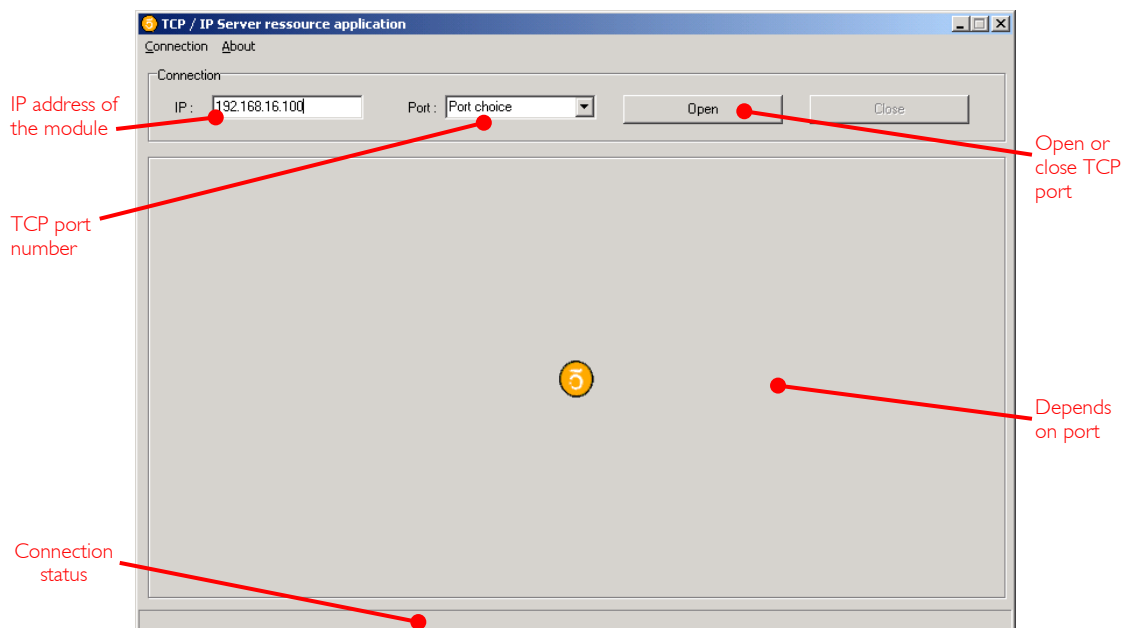 TCP / IP Server ressource application
Connection About
Connection
IP : 192.168.16.100 Port : Port choice Open Close
IP address of
the module
Open or
close TCP
port
TCP port
number
Depends
on port
Connection
status